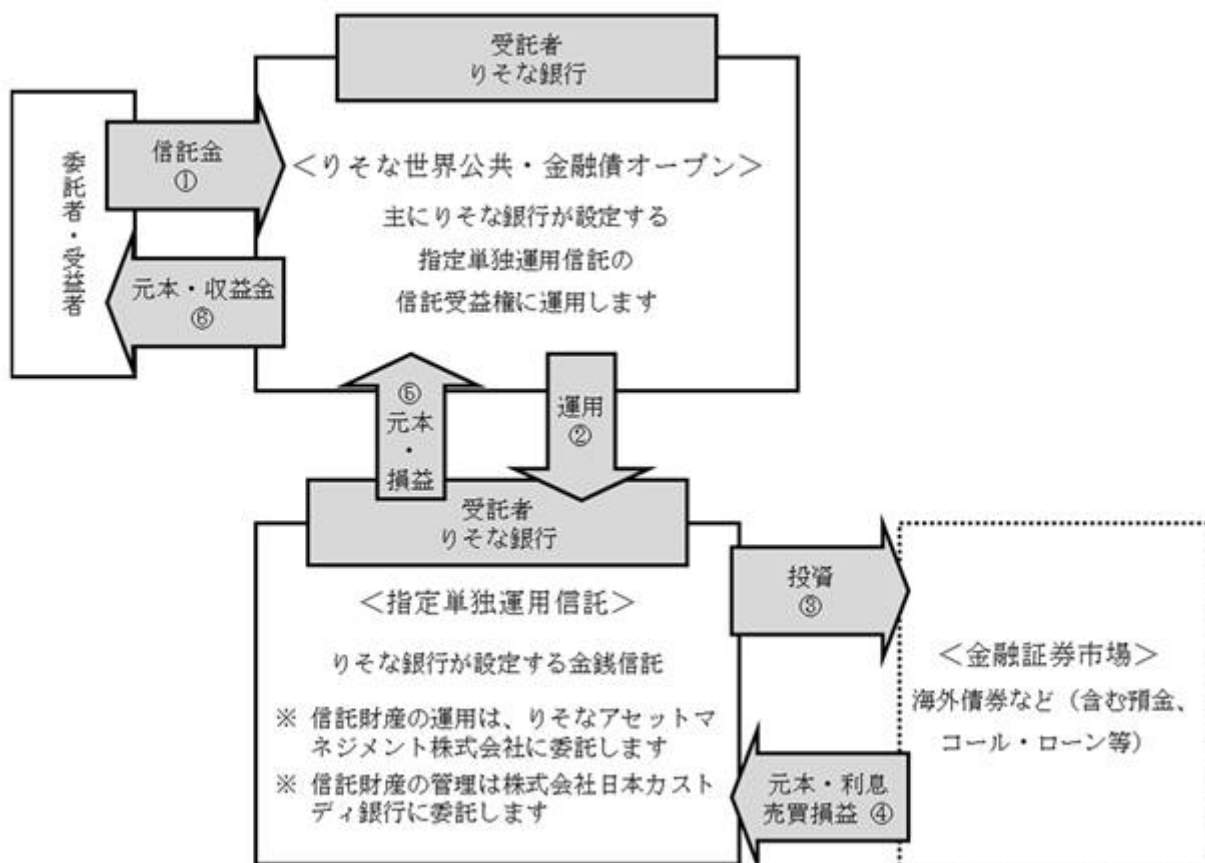 受託者
りそな銀行
委託者・受益者
信託金
①
<りそな世界公共・金融債オープン>
主にりそな銀行が設定する
指定単独運用信託の
信託受益権に運用します
元本・収益金
⑥
⑤
元本
・
損益
運用
②
受託者
りそな銀行
<指定単独運用信託>
りそな銀行が設定する金銭信託
※ 信託財産の運用は、りそなアセットマ
ネジメント株式会社に委託します
※ 信託財産の管理は株式会社日本カスト
ディ銀行に委託します
投資
③
<金融証券市場>
海外債券など（含む預金、
コール・ローン等）
元本・利息
売買損益 ④